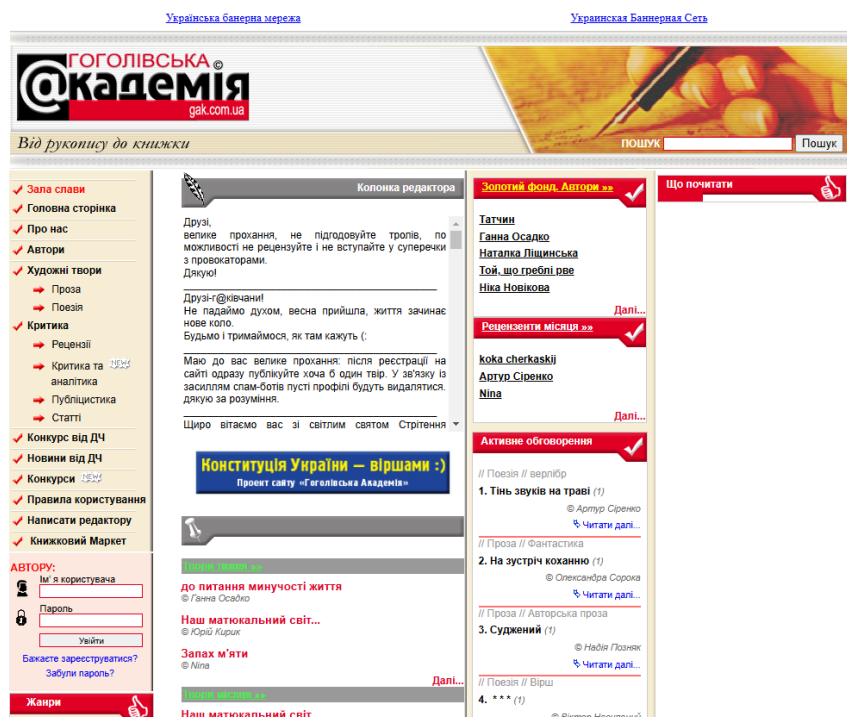 Українська банерна мережа
Украинская Баннерная Сеть
ГОГОЛІВСЬКА ©
@кадемія
gak.com.ua
Від рукопису до книжки
ПОШУК
Пошук
Зала слави
Головна сторінка
Про нас
Автори
Художні твори
Проза
Поезія
Критика
Рецензії
Критика та NEW
аналітика
Публіцистика
Статті
Конкурс від ДЧ
Новини від ДЧ
Конкурси NEW
Правила користування
Написати редактору
Книжковий Маркет
АВТОРУ:
Ім' я користувача
Пароль
Увійти
Бажаєте зареєструватися?
Забули пароль?
Жанри
Колонка редактора
Друзі,
велике прохання, не підгодовуйте тролів, по
можливості не рецензуйте і не вступайте у суперечки
з провокаторами.
Дякую!
Друзі-г@ківчани!
Не падаймо духом, весна прийшла, життя зачинає
нове коло.
Будьмо і тримаймося, як там кажуть (:
Маю до вас велике прохання: після реєстрації на
сайті одразу публікуйте хоча б один твір. У зв'язку із
засиллям спам-ботів пусті профілі будуть видалятися.
дякую за розуміння.
Щиро вітаємо вас зі світлим святом Стрітення
Конституція України — віршами :)
Проект сайту «Гоголівська Академія»
Твори тижня »»
до питання минучості життя
© Ганна Осадко
Наш матюкальний світ...
© Юрій Кирик
Запах м'яти
© Nina
Далі...
Твори місяця »»
Наш матюкальний світ
Золотий фонд. Автори »»
Татчин
Ганна Осадко
Наталка Ліщинська
Той, що греблі рве
Ніка Новікова
Далі...
Рецензенти місяця »»
koka cherkaskij
Артур Сіренко
Nina
Далі...
Активне обговорення
// Поезія // верлібр
1. Тінь звуків на траві (1)
© Артур Сіренко
Читати далі...
// Проза // Фантастика
2. На зустріч коханню (1)
© Олександра Сорока
Читати далі...
// Проза // Авторська проза
3. Суджений (1)
© Надія Позняк
Читати далі...
// Поезія // Вірш
4. * * * (1)
Що почитати